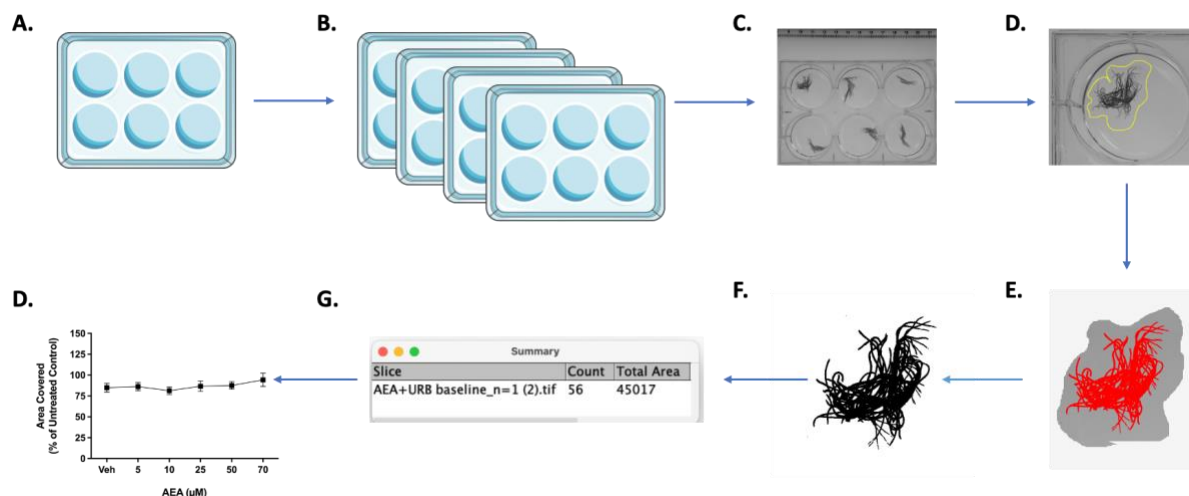 A.
B.
C.
D.
D.
G.
F.
E.
Area Covered
(% of Untreated Control)
150
125
100
75
50
25
0
Veh 5 10 25 50 70
AEA (µM)
Summary
Slice Count Total Area
AEA+URB baseline_n=1 (2).tif 56 45017